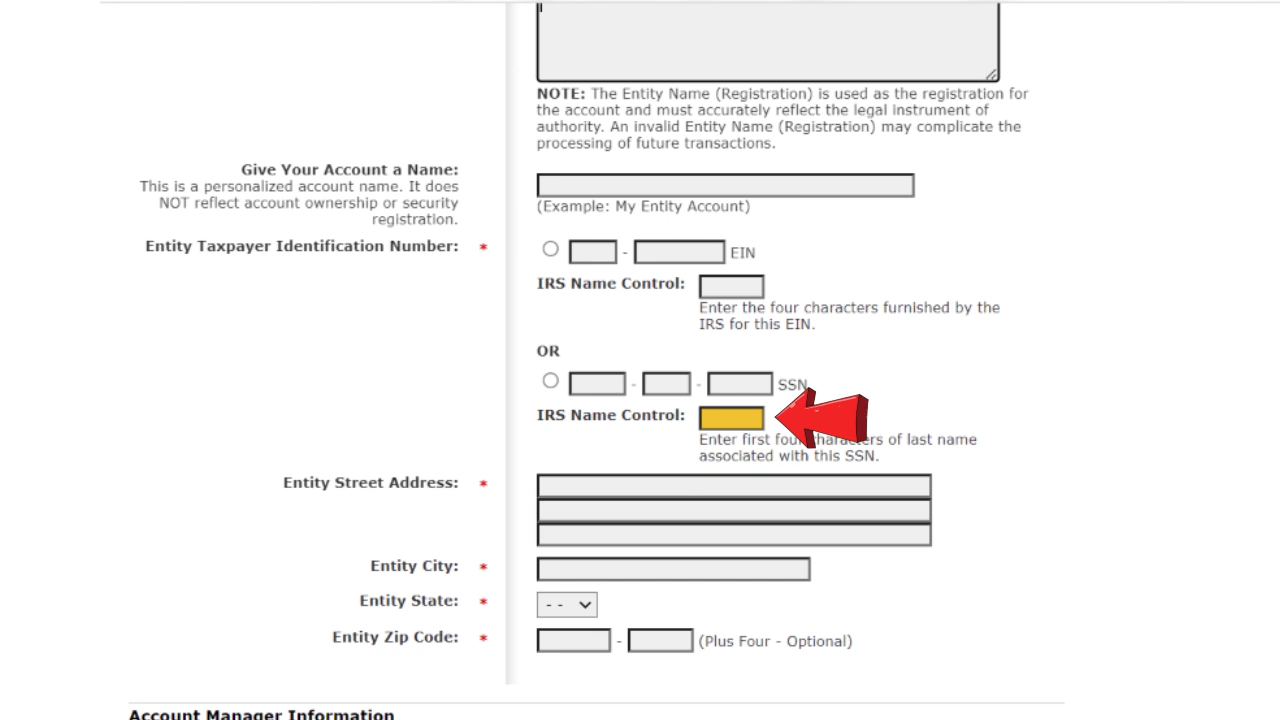 NOTE: The Entity Name (Registration) is used as the registration for
the account and must accurately reflect the legal instrument of
authority. An invalid Entity Name (Registration) may complicate the
processing of future transactions.
Give Your Account a Name:
This is a personalized account name. It does
NOT reflect account ownership or security
registration.
(Example: My Entity Account)
Entity Taxpayer Identification Number: *
- EIN
IRS Name Control:
Enter the four characters furnished by the
IRS for this EIN.
OR
- - SSN
IRS Name Control:
Enter first four characters of last name
associated with this SSN.
Entity Street Address: *
Entity City: *
Entity State: * - -
Entity Zip Code: * - (Plus Four - Optional)
Account Manager Information